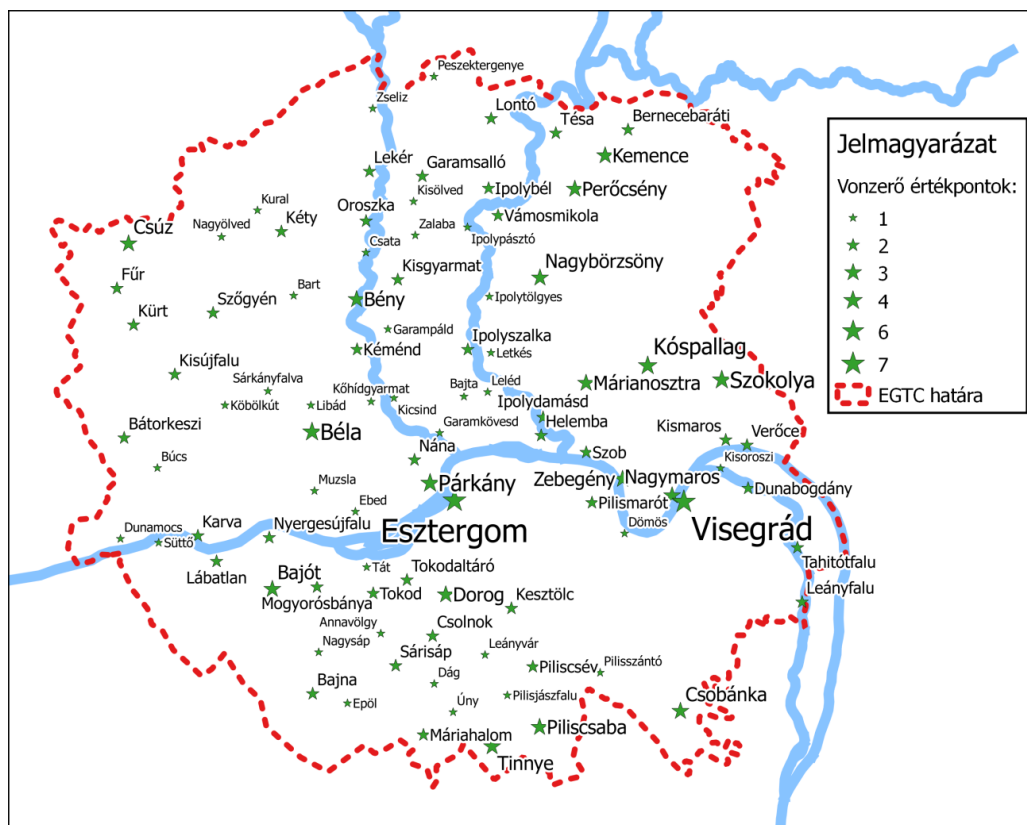 Peszektergenye
Zseliz
Lontó
Tésa
Bernecebaráti
Kemence
Lekér
Garamsalló
Kisölved
Ipolybél
Perőcsény
Kural
Nagyölved
Kéty
Oroszka
Zalaba
Vámosmikola
Ipolypásztó
Csúz
Csata
Fűr
Kisgyarmat
Nagybörzsöny
Bart
Bény
Ipolytölgyes
Kürt
Szőgyén
Garampáld
Kéménd
Ipolyszalka
Letkés
Kóspallag
Kisújfalu
Márianosztra
Szokolya
Sárkányfalva
Kőhídgyarmat
Bajta
Leléd
Köbölkút
Libád
Kicsind
Ipolydamásd
Garamkövesd
Helemba
Bátorkeszi
Béla
Kismaros
Verőce
Búcs
Nána
Szob
Kisoroszi
Muzsla
Párkány
Zebegény
Nagymaros
Dunabogdány
Ebed
Pilismarót
Dunamocs
Karva
Nyergesújfalu
Esztergom
Dömös
Visegrád
Süttő
Lábatlan
Tát
Tokodaltáró
Tahitótfalu
Bajót
Mogyorósbánya
Tokod
Dorog
Kesztölc
Leányfalu
Annavölgy
Csolnok
Nagysáp
Sárisáp
Leányvár
Piliscsév
Pilisszántó
Bajna
Dág
Epöl
Úny
Pilisjászfalu
Csobánka
Máriahalom
Piliscsaba
Tinnye
Jelmagyarázat
Vonzerő értékpontok:
1
2
3
4
6
7
EGTC határa